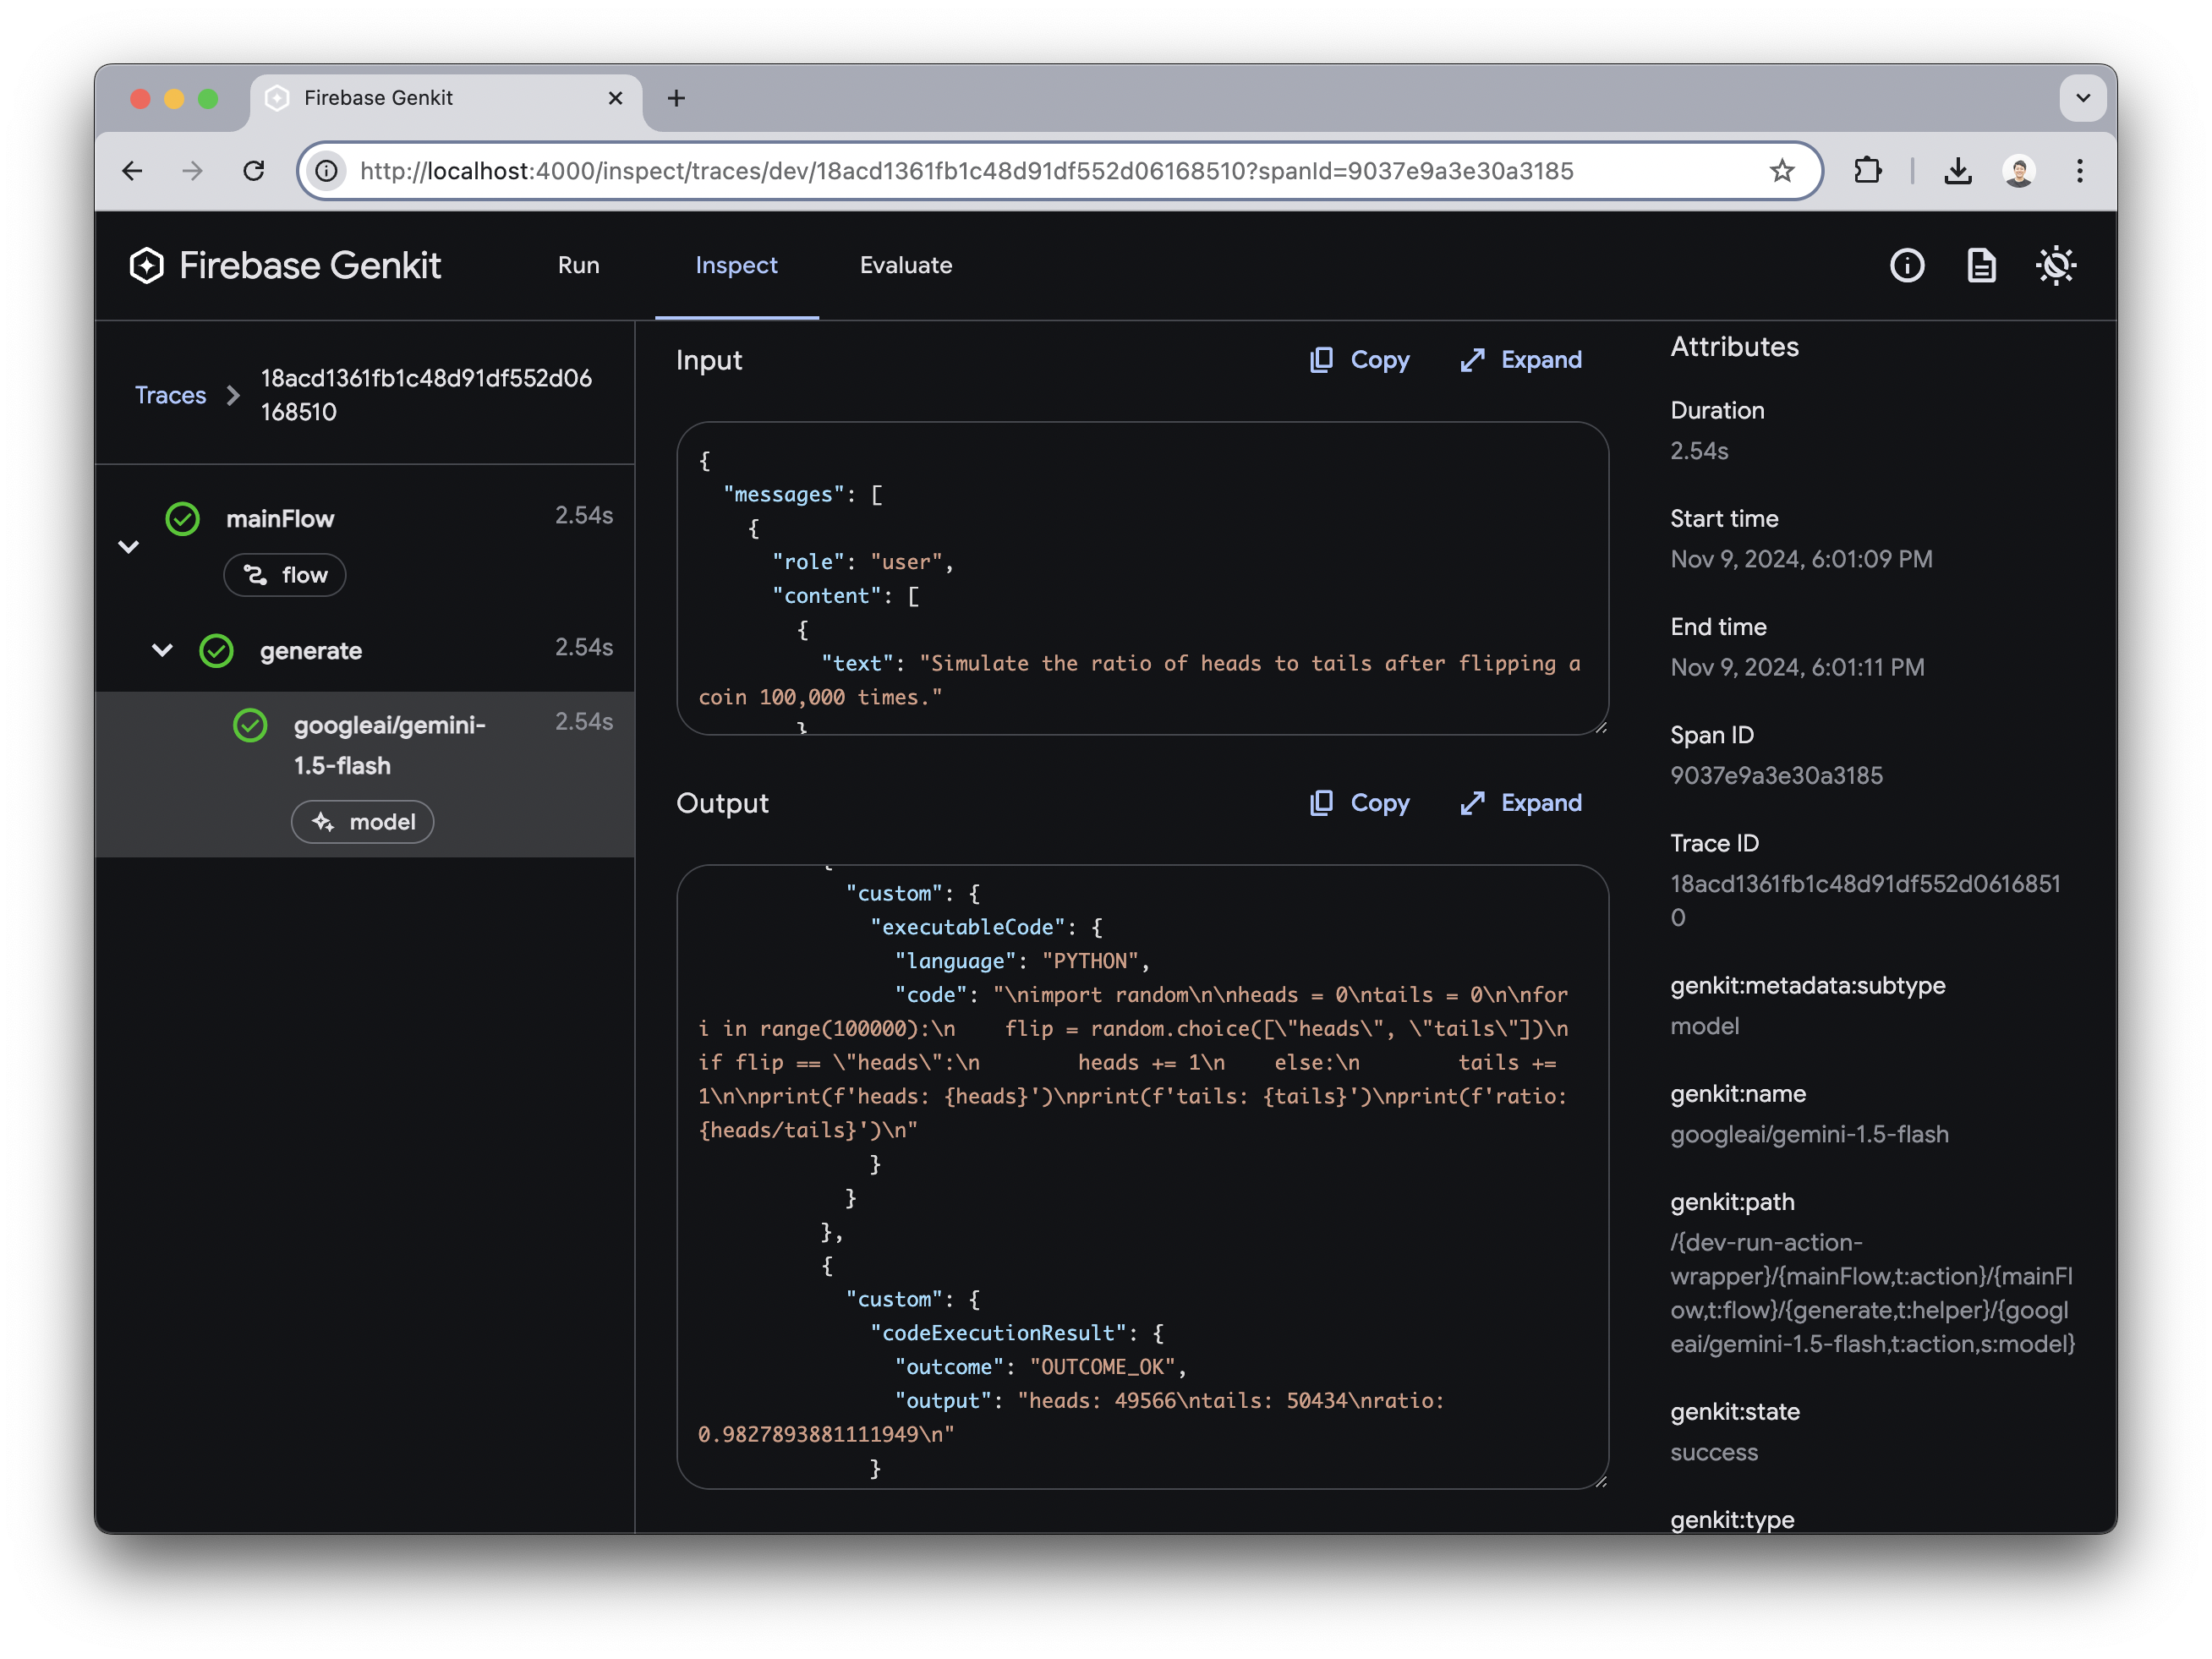 Firebase Genkit
http://localhost:4000/inspect/traces/dev/18acd1361fb1c48d91df552d06168510?spanId=9037e9a3e30a3185
Firebase Genkit
Run
Inspect
Evaluate
Traces
18acd1361fb1c48d91df552d06
168510
mainFlow
2.54s
flow
generate
2.54s
googleai/gemini-
1.5-flash
2.54s
model
Input
Copy
Expand
{
"messages": [
{
"role": "user",
"content": [
{
"text": "Simulate the ratio of heads to tails after flipping a
coin 100,000 times."
}
Output
Copy
Expand
{
"custom": {
"executableCode": {
"language": "PYTHON",
"code": "\nimport random\n\nheads = 0\ntails = 0\n\nfor
i in range(100000):\n    flip = random.choice([\"heads\", \"tails\"])\n
if flip == \"heads\":\n        heads += 1\n    else:\n        tails +=
1\n\nprint(f'heads: {heads}')\nprint(f'tails: {tails}')\nprint(f'ratio:
{heads/tails}')\n"
}
}
},
{
"custom": {
"codeExecutionResult": {
"outcome": "OUTCOME_OK",
"output": "heads: 49566\ntails: 50434\nratio:
0.9827893881111949\n"
}
Attributes
Duration
2.54s
Start time
Nov 9, 2024, 6:01:09 PM
End time
Nov 9, 2024, 6:01:11 PM
Span ID
9037e9a3e30a3185
Trace ID
18acd1361fb1c48d91df552d0616851
0
genkit:metadata:subtype
model
genkit:name
googleai/gemini-1.5-flash
genkit:path
/{dev-run-action-
wrapper}/{mainFlow,t:action}/{mainFl
ow,t:flow}/{generate,t:helper}/{googl
eai/gemini-1.5-flash,t:action,s:model}
genkit:state
success
genkit:type